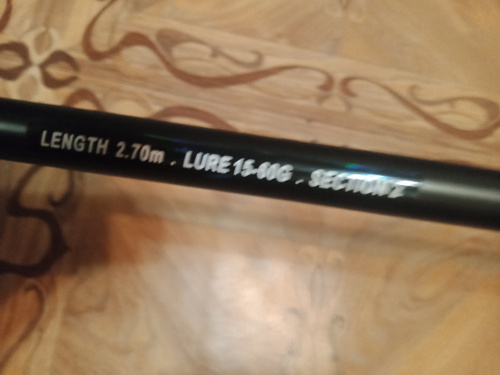 LENGTH 2.70m . LURE 15-60G . SECTION 2